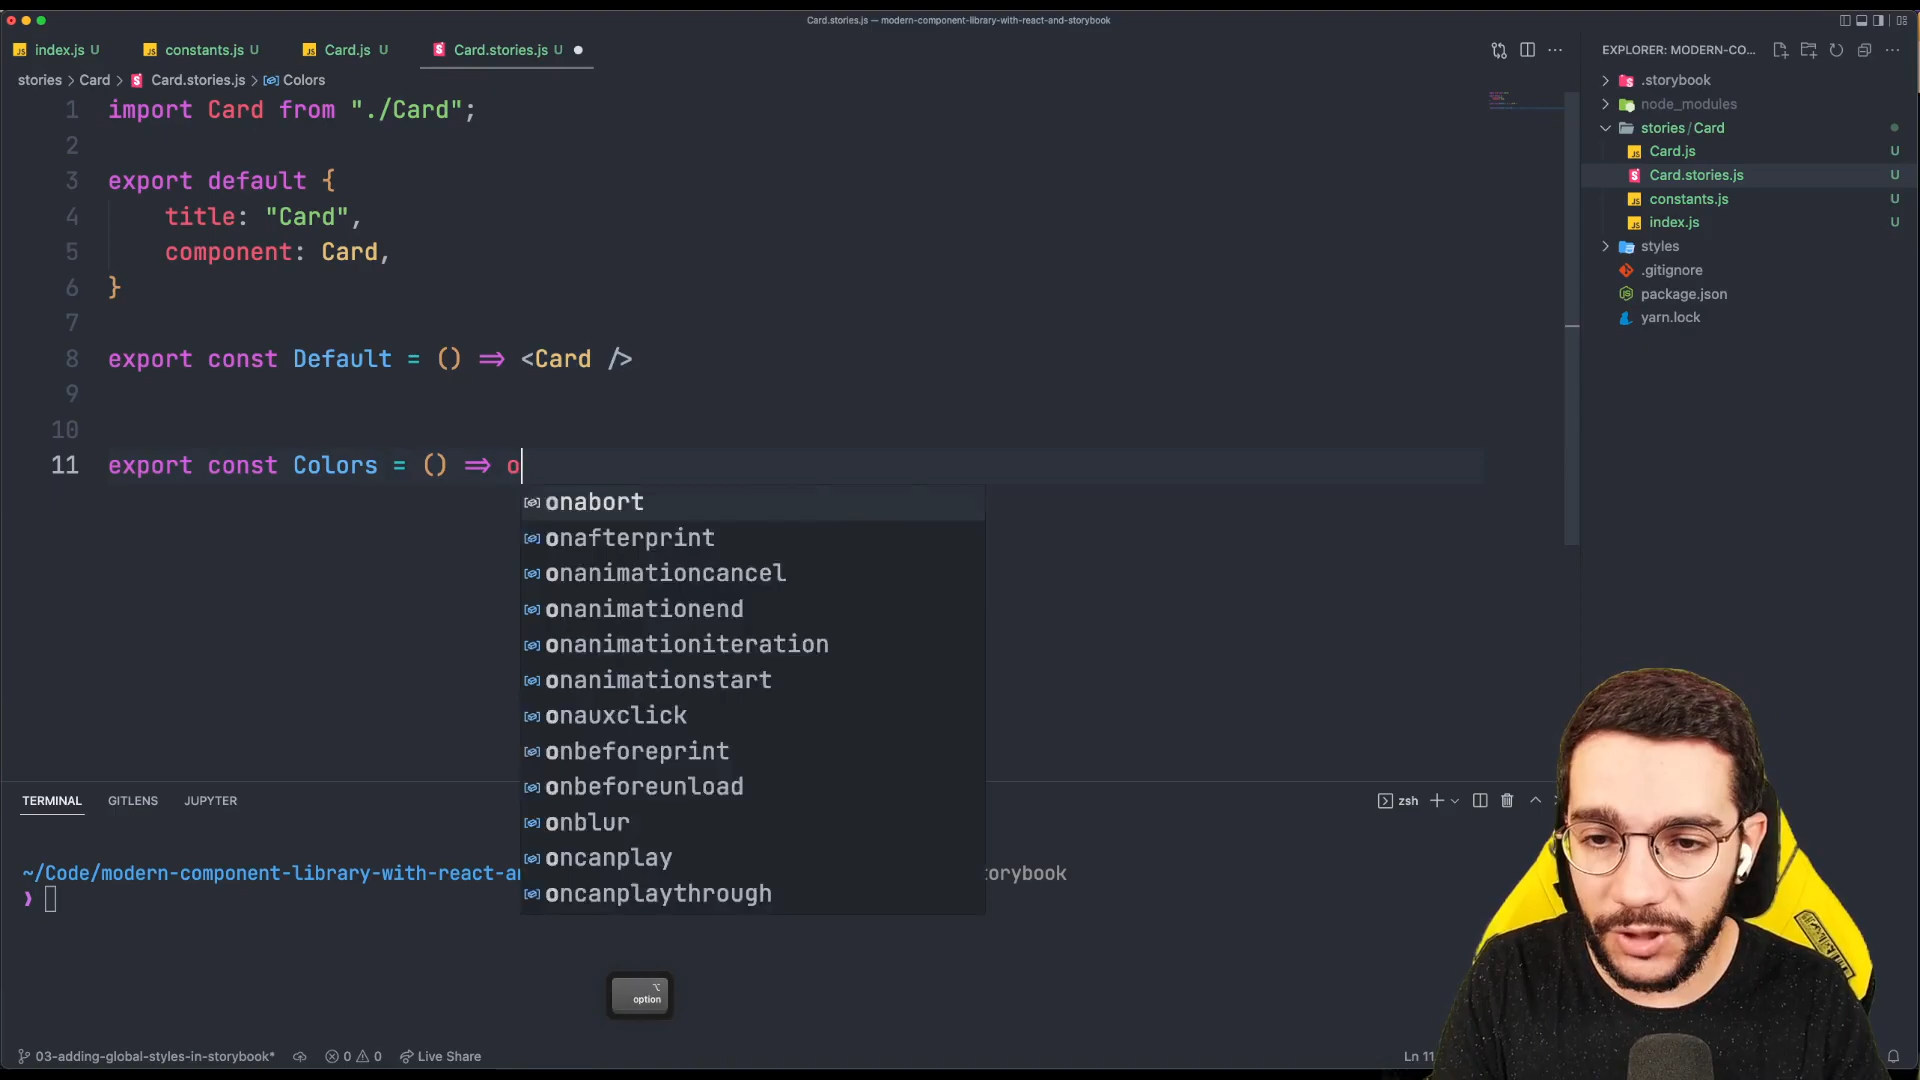 Card.stories.js — modern-component-library-with-react-and-storybook
index.js U
constants.js U
Card.js U
Card.stories.js U
stories > Card > Card.stories.js > Colors
1 import Card from "./Card";
2
3 export default {
4 title: "Card",
5 component: Card,
6 }
7
8 export const Default = () => <Card />
9
10
11 export const Colors = () => o
onabort
onafterprint
onanimationcancel
onanimationend
onanimationiteration
onanimationstart
onauxclick
onbeforeprint
onbeforeunload
onblur
oncanplay
oncanplaythrough
EXPLORER: MODERN-CO...
.storybook
node_modules
stories/Card
Card.js U
Card.stories.js U
constants.js U
index.js U
styles
.gitignore
package.json
yarn.lock
TERMINAL GITLENS JUPYTER
zsh
~/Code/modern-component-library-with-react-an
orybook
option
03-adding-global-styles-in-storybook*
0 0
Live Share
Ln 11